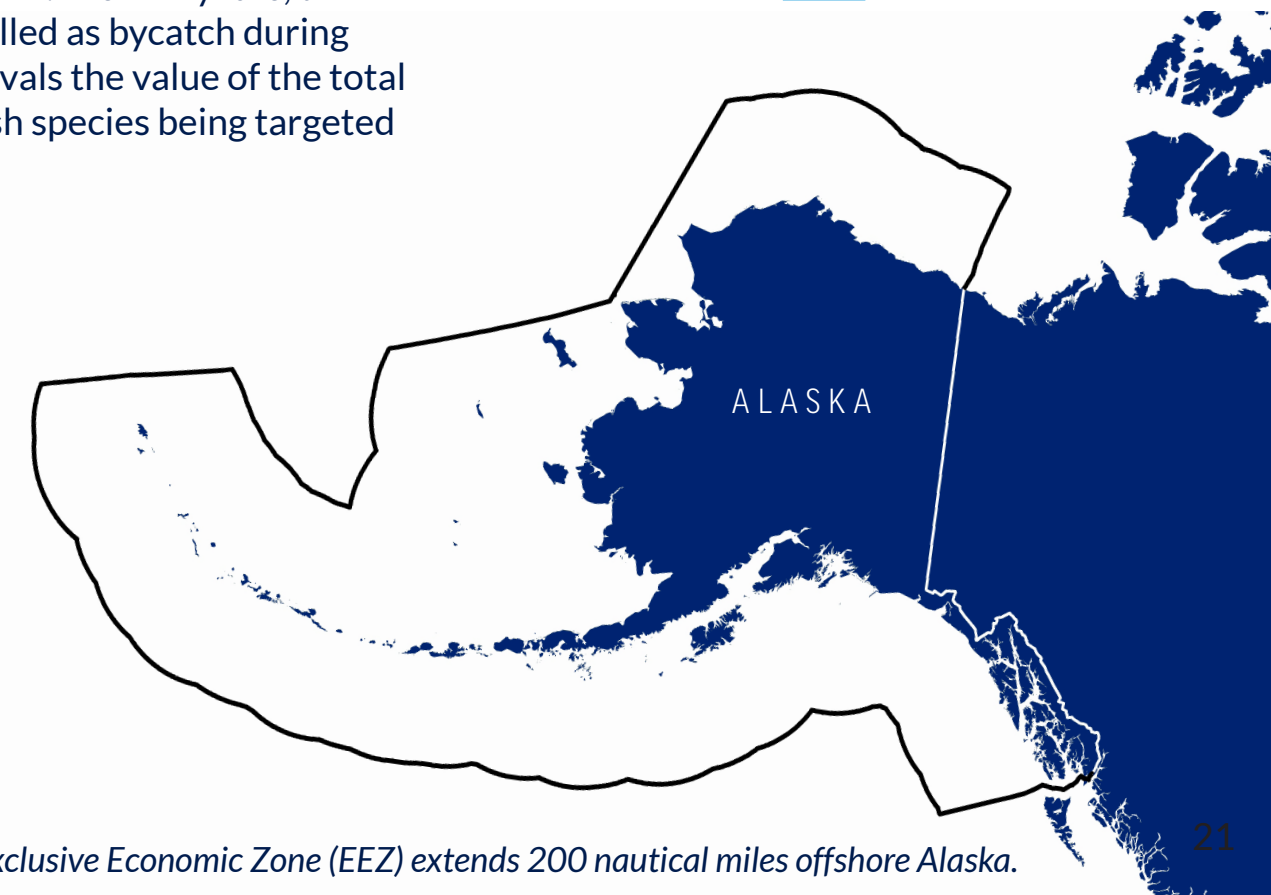 lled as bycatch during
vals the value of the total
sh species being targeted
ALASKA
xclusive Economic Zone (EEZ) extends 200 nautical miles offshore Alaska.
21